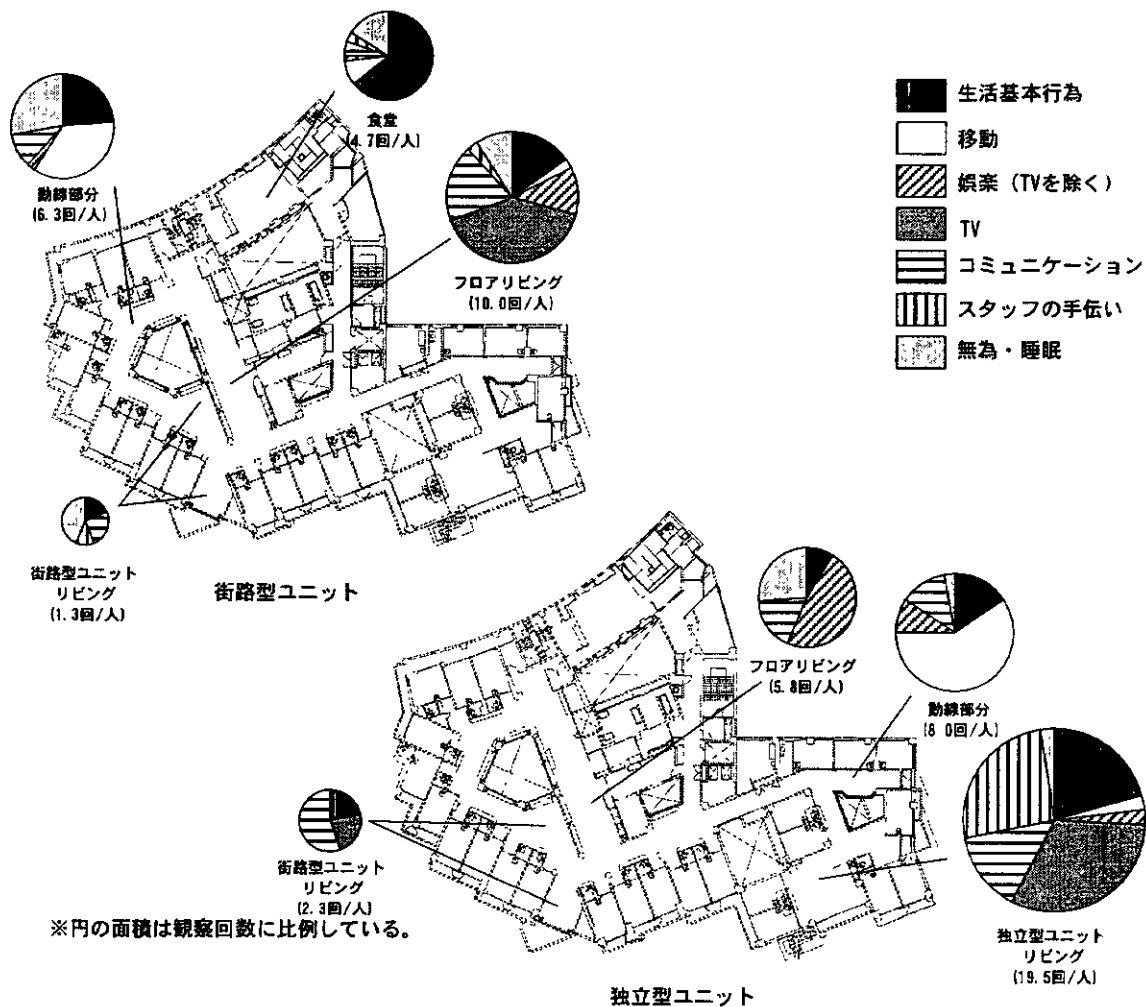 食堂
(4.7回/人)
動線部分
(6.3回/人)
フロアリビング
(10.0回/人)
街路型ユニット
リビング
(1.3回/人)
街路型ユニット
生活基本行為
移動
娯楽（TVを除く）
TV
コミュニケーション
スタッフの手伝い
無為・睡眠
フロアリビング
(5.8回/人)
動線部分
(8 0回/人)
街路型ユニット
リビング
(2.3回/人)
独立型ユニット
リビング
(19.5回/人)
※円の面積は観察回数に比例している。
独立型ユニット